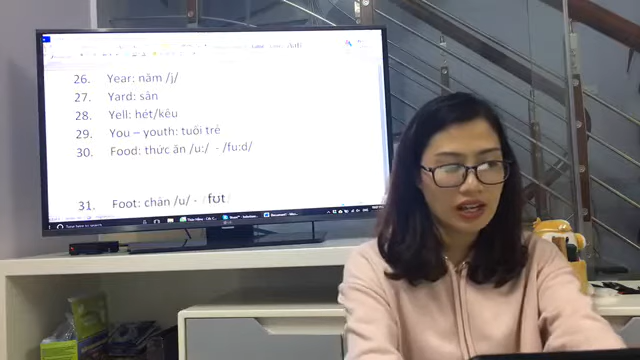 26. Year: năm /j/
27. Yard: sân
28. Yell: hét/kêu
29. You – youth: tuổi trẻ
30. Food: thức ăn /u:/ - /fu:d/
31. Foot: chân /u/ - /fʊt/